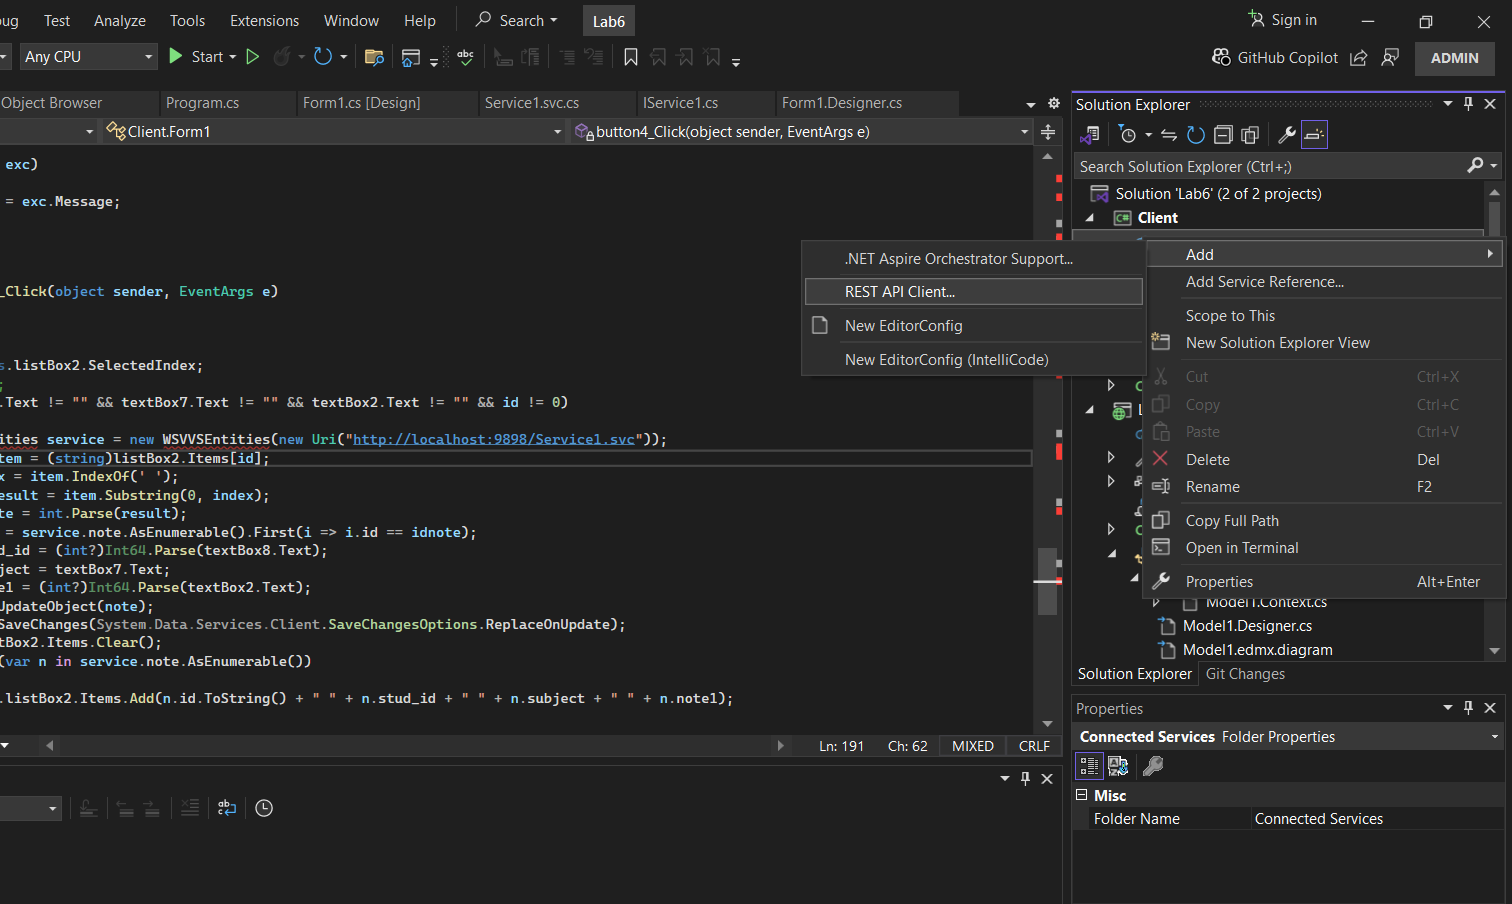 ug Test Analyze Tools Extensions Window Help Search Lab6 Sign in
Any CPU Start abc GitHub Copilot ADMIN
Object Browser Program.cs Form1.cs [Design] Service1.svc.cs IService1.cs Form1.Designer.cs
Client.Form1 button4_Click(object sender, EventArgs e)
exc)
= exc.Message;
_Click(object sender, EventArgs e)
s.listBox2.SelectedIndex;
;
.Text != "" && textBox7.Text != "" && textBox2.Text != "" && id != 0)
ities service = new WSVVSEntities(new Uri("http://localhost:9898/Service1.svc"));
tem = (string)listBox2.Items[id];
x = item.IndexOf(' ');
esult = item.Substring(0, index);
te = int.Parse(result);
= service.note.AsEnumerable().First(i => i.id == idnote);
d_id = (int?)Int64.Parse(textBox8.Text);
ject = textBox7.Text;
e1 = (int?)Int64.Parse(textBox2.Text);
UpdateObject(note);
SaveChanges(System.Data.Services.Client.SaveChangesOptions.ReplaceOnUpdate);
tBox2.Items.Clear();
(var n in service.note.AsEnumerable())
.listBox2.Items.Add(n.id.ToString() + " " + n.stud_id + " " + n.subject + " " + n.note1);
Ln: 191 Ch: 62 MIXED CRLF
.NET Aspire Orchestrator Support...
REST API Client...
New EditorConfig
New EditorConfig (IntelliCode)
Solution Explorer
Search Solution Explorer (Ctrl+;)
Solution 'Lab6' (2 of 2 projects)
C# Client
Add
Add Service Reference...
Scope to This
New Solution Explorer View
Cut Ctrl+X
Copy Ctrl+C
Paste Ctrl+V
Delete Del
Rename F2
Copy Full Path
Open in Terminal
Properties Alt+Enter
Model1.Context.cs
Model1.Designer.cs
Model1.edmx.diagram
Solution Explorer Git Changes
Properties
Connected Services Folder Properties
Misc
Folder Name Connected Services